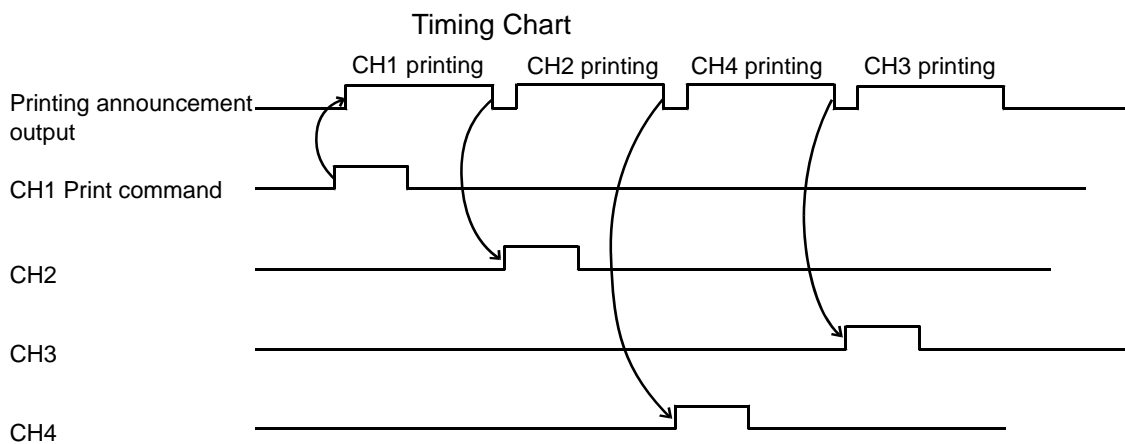 Timing Chart
CH1 printing
CH2 printing
CH4 printing
CH3 printing
Printing announcement
output
CH1 Print command
CH2
CH3
CH4